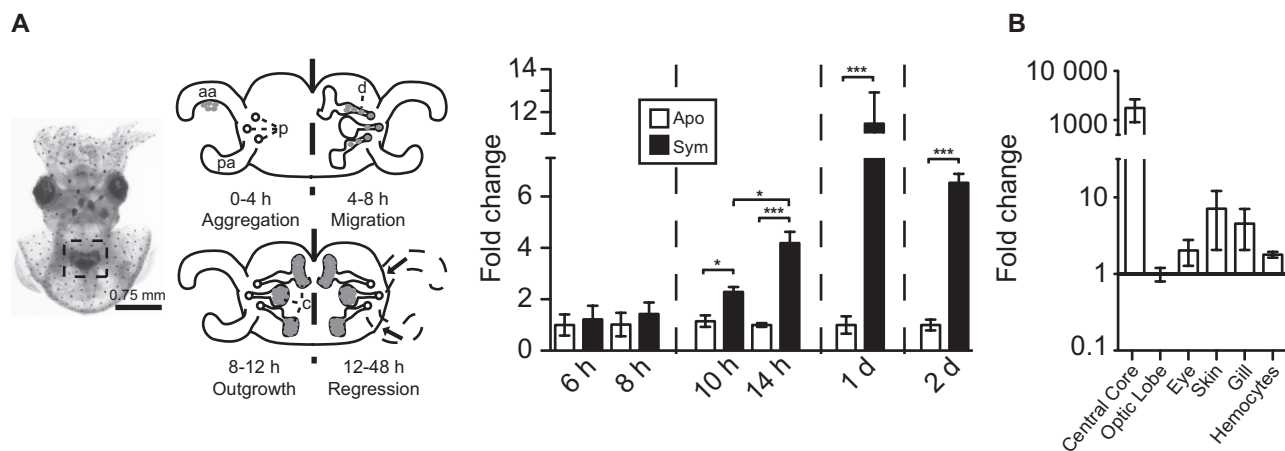 A
aa
pa
p
d
0-4 h
Aggregation
4-8 h
Migration
0.75 mm
c
8-12 h
Outgrowth
12-48 h
Regression
Fold change
14
12
6
4
2
0
Apo
Sym
*
***
*
***
***
6 h
8 h
10 h
14 h
1 d
2 d
B
Fold change
10 000
1000
10
1
0.1
Central Core
Optic Lobe
Eye
Skin
Gill
Hemocytes